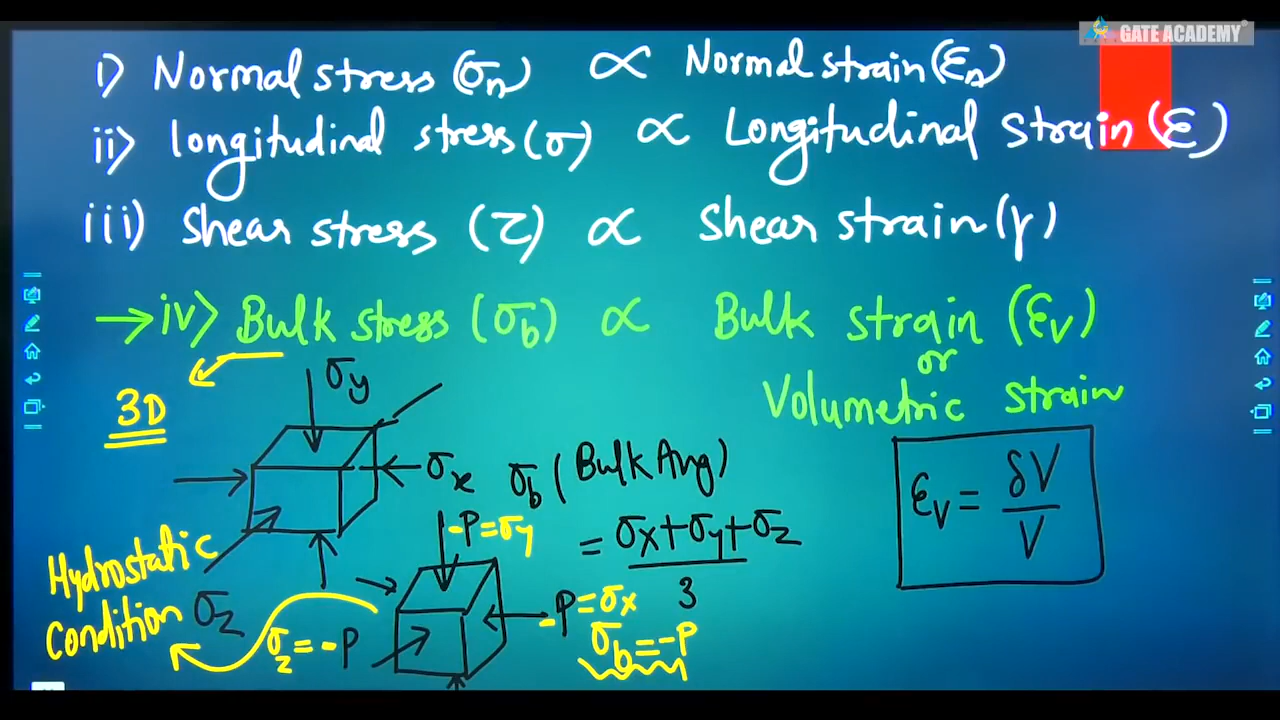 GATE ACADEMY
i) Normal stress (σn) ∝ Normal strain (εn)
ii) longitudinal stress (σ) ∝ Longitudinal strain (ε)
iii) Shear stress (τ) ∝ Shear strain (γ)
→ iv) Bulk stress (σb) ∝ Bulk strain (εv)
or
Volumetric strain
3D
σy
σx
σz
σb (Bulk Avg)
= σx+σy+σz / 3
εv = δV / V
Hydrostatic
Condition
-P = σy
-P = σx
σz = -P
σb = -P